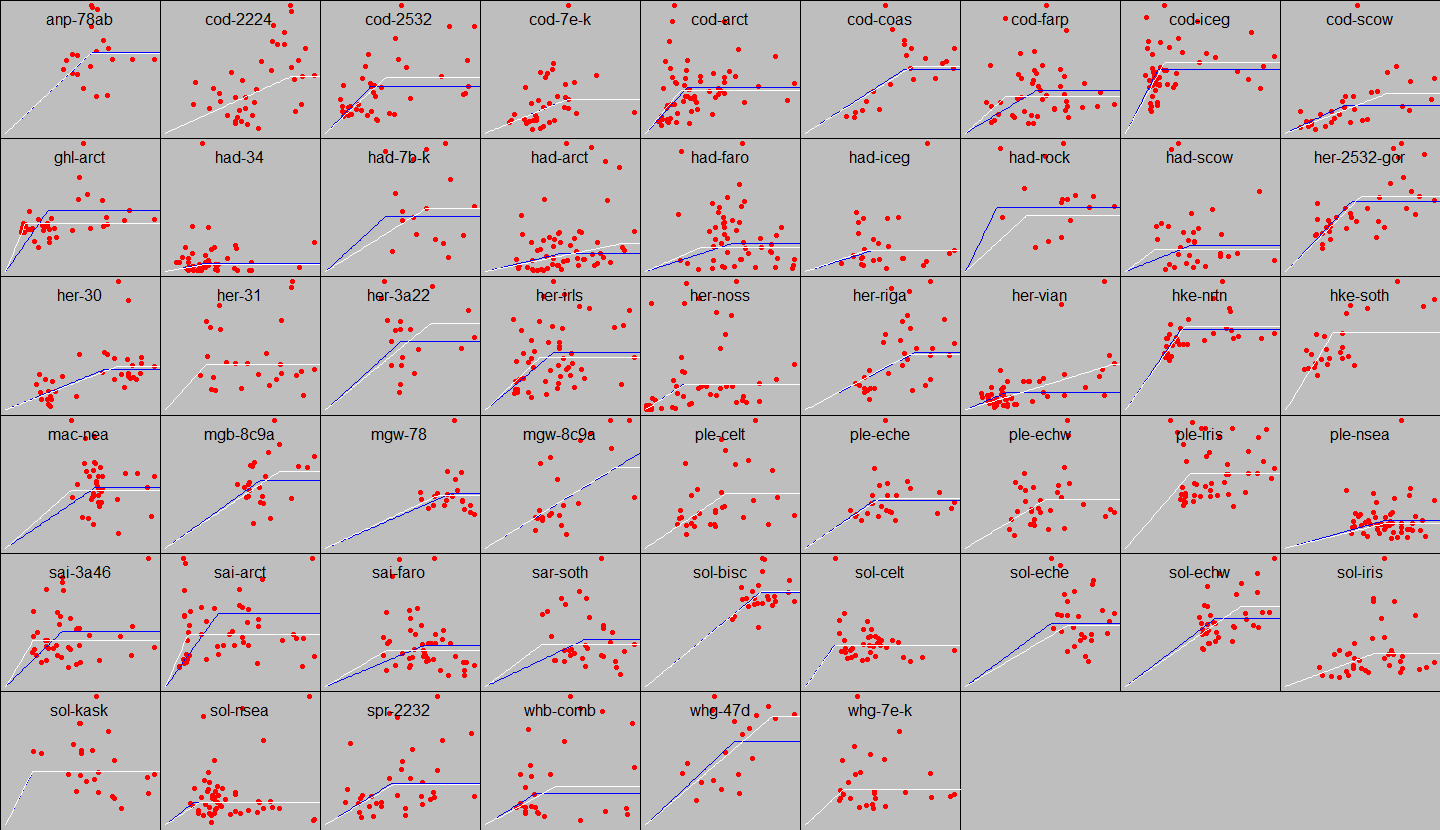 anp-78ab
cod-2224
cod-2532
cod-7e-k
cod-arct
cod-coas
cod-farp
cod-iceg
cod-scow
ghl-arct
had-34
had-7b-k
had-arct
had-faro
had-iceg
had-rock
had-scow
her-2532-gor
her-30
her-31
her-3a22
her-irls
her-noss
her-riga
her-vian
hke-nrtn
hke-soth
mac-nea
mgb-8c9a
mgw-78
mgw-8c9a
ple-celt
ple-eche
ple-echw
ple-iris
ple-nsea
sai-3a46
sai-arct
sai-faro
sar-soth
sol-bisc
sol-celt
sol-eche
sol-echw
sol-iris
sol-kask
sol-nsea
spr-2232
whb-comb
whg-47d
whg-7e-k